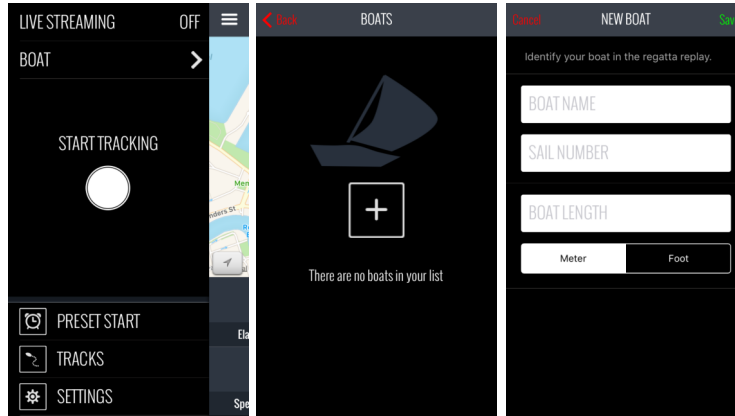 LIVE STREAMING OFF
BOAT
START TRACKING
PRESET START
TRACKS
SETTINGS
Back
BOATS
There are no boats in your list
Cancel NEW BOAT
Identify your boat in the regatta replay.
BOAT NAME
SAIL NUMBER
BOAT LENGTH
Meter Foot